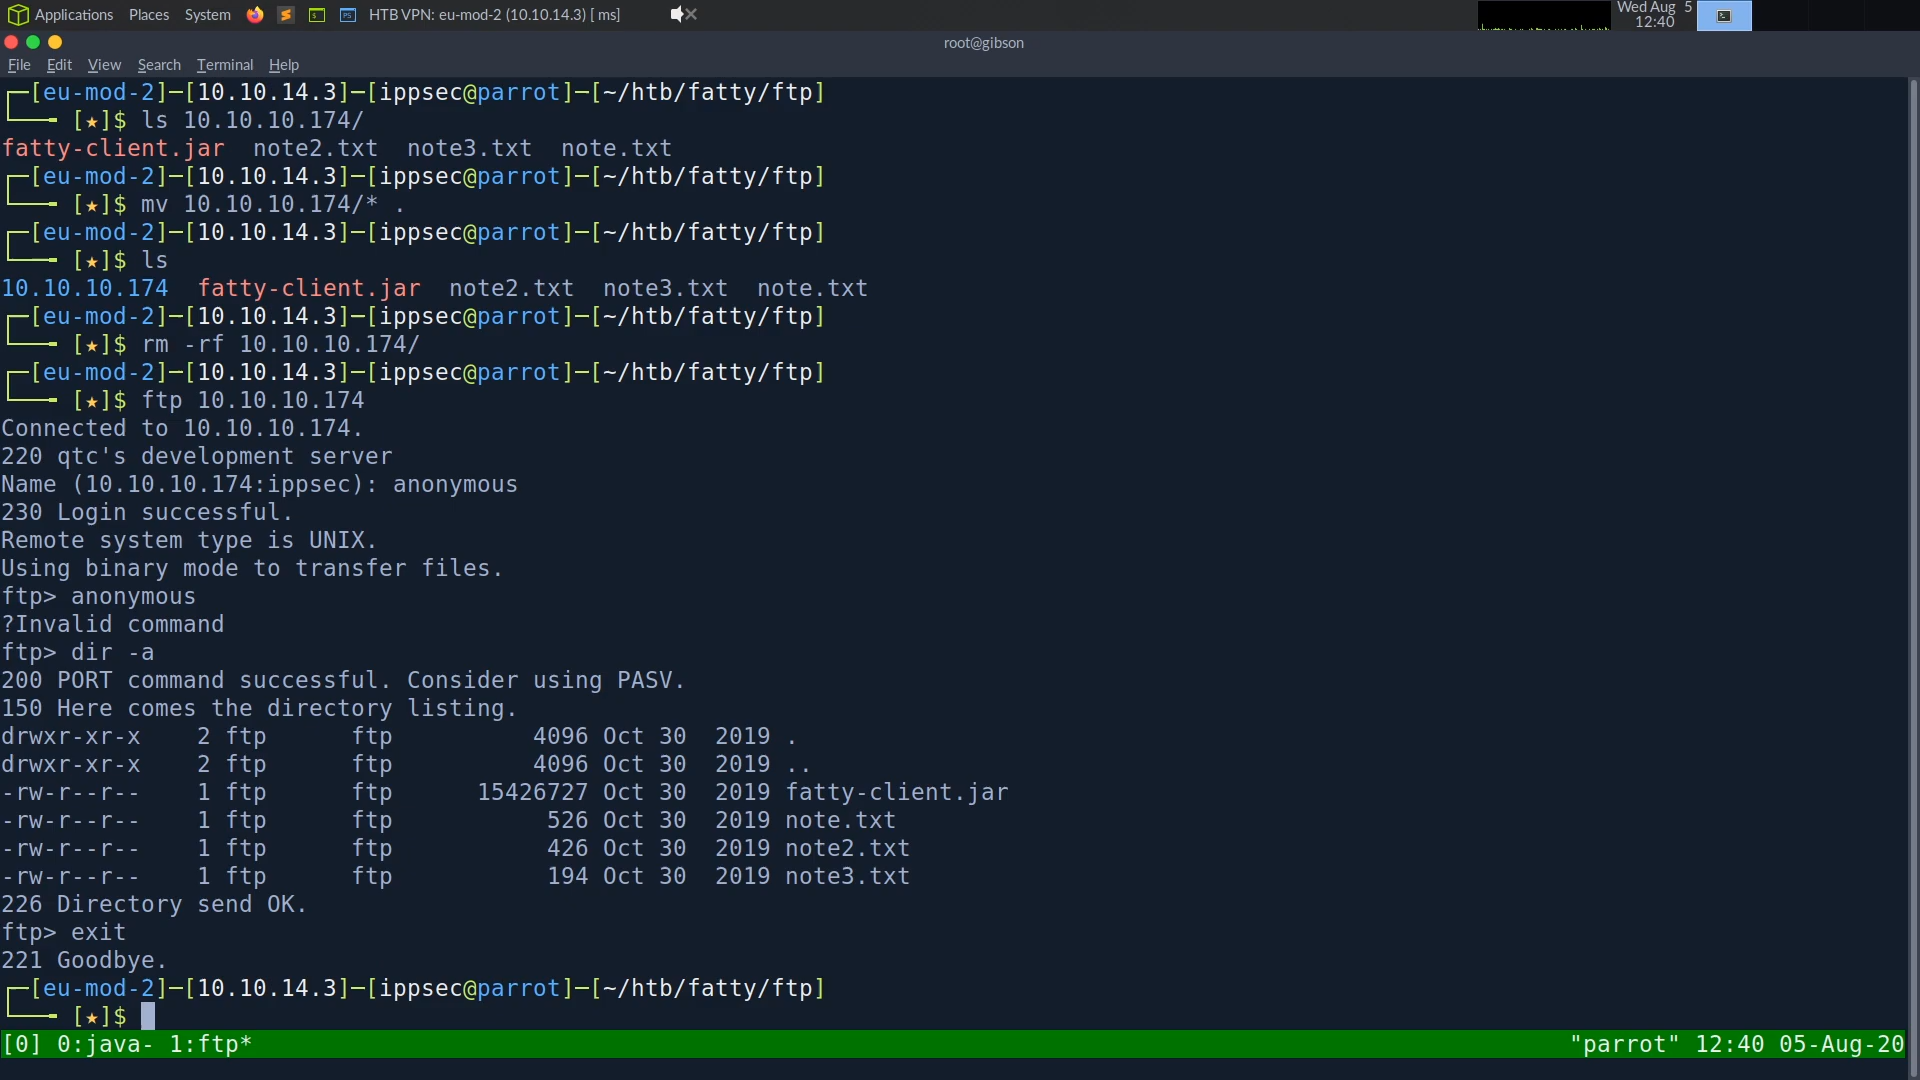 Applications Places System HTB VPN: eu-mod-2 (10.10.14.3) [ ms] Wed Aug 5 12:40
root@gibson
File Edit View Search Terminal Help
[eu-mod-2]─[10.10.14.3]─[ippsec@parrot]─[~/htb/fatty/ftp]
[★]$ ls 10.10.10.174/
fatty-client.jar note2.txt note3.txt note.txt
[eu-mod-2]─[10.10.14.3]─[ippsec@parrot]─[~/htb/fatty/ftp]
[★]$ mv 10.10.10.174/* .
[eu-mod-2]─[10.10.14.3]─[ippsec@parrot]─[~/htb/fatty/ftp]
[★]$ ls
10.10.10.174 fatty-client.jar note2.txt note3.txt note.txt
[eu-mod-2]─[10.10.14.3]─[ippsec@parrot]─[~/htb/fatty/ftp]
[★]$ rm -rf 10.10.10.174/
[eu-mod-2]─[10.10.14.3]─[ippsec@parrot]─[~/htb/fatty/ftp]
[★]$ ftp 10.10.10.174
Connected to 10.10.10.174.
220 qtc's development server
Name (10.10.10.174:ippsec): anonymous
230 Login successful.
Remote system type is UNIX.
Using binary mode to transfer files.
ftp> anonymous
?Invalid command
ftp> dir -a
200 PORT command successful. Consider using PASV.
150 Here comes the directory listing.
drwxr-xr-x 2 ftp ftp 4096 Oct 30 2019 .
drwxr-xr-x 2 ftp ftp 4096 Oct 30 2019 ..
-rw-r--r-- 1 ftp ftp 15426727 Oct 30 2019 fatty-client.jar
-rw-r--r-- 1 ftp ftp 526 Oct 30 2019 note.txt
-rw-r--r-- 1 ftp ftp 426 Oct 30 2019 note2.txt
-rw-r--r-- 1 ftp ftp 194 Oct 30 2019 note3.txt
226 Directory send OK.
ftp> exit
221 Goodbye.
[eu-mod-2]─[10.10.14.3]─[ippsec@parrot]─[~/htb/fatty/ftp]
[★]$
[0] 0:java- 1:ftp* "parrot" 12:40 05-Aug-20